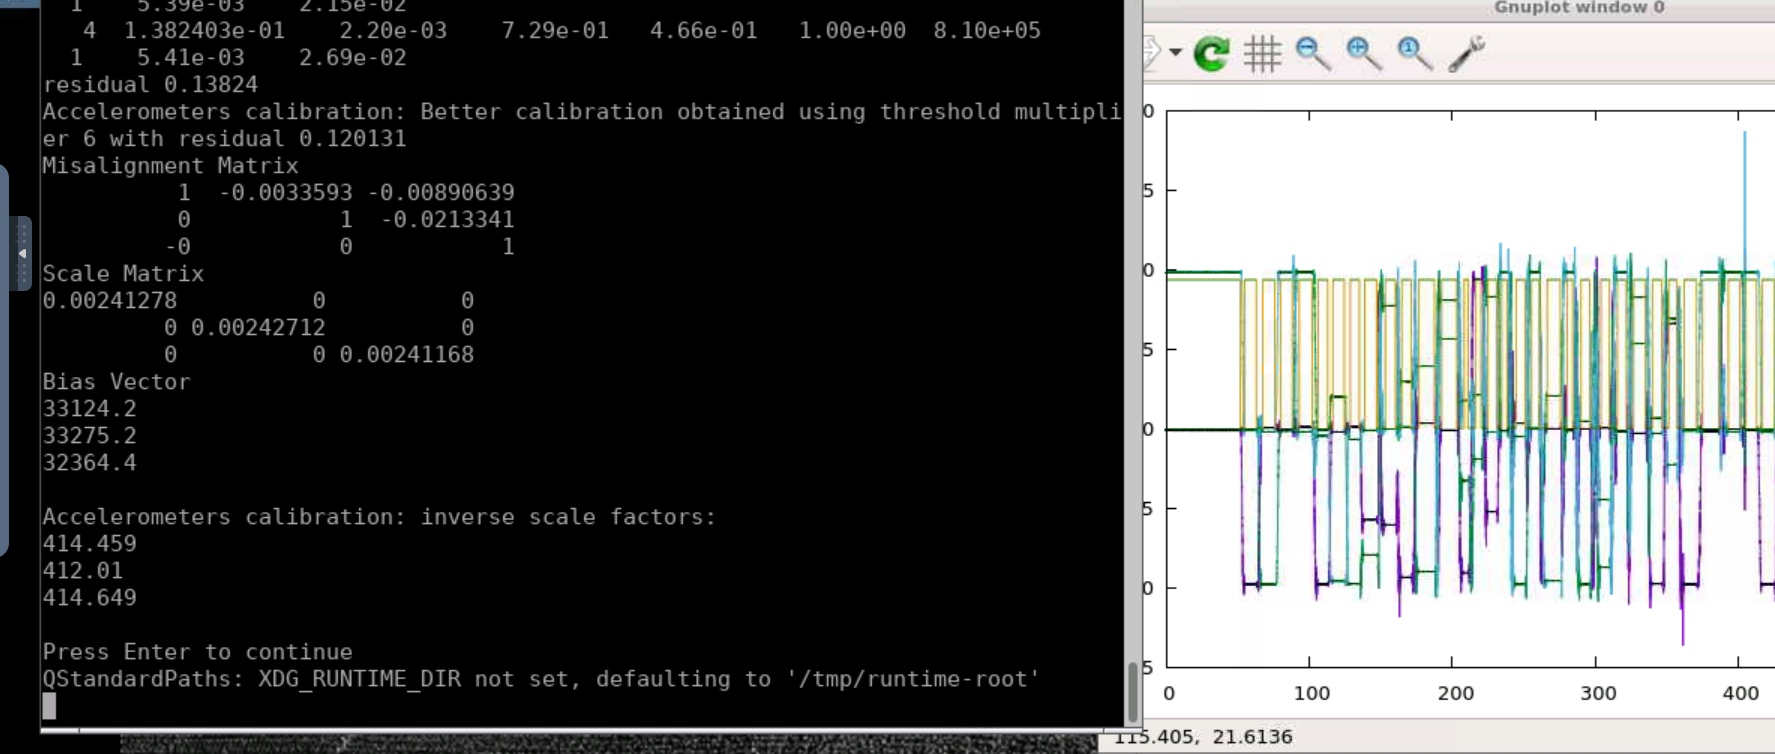 1    5.39e-03    2.15e-02
4  1.382403e-01    2.20e-03    7.29e-01   4.66e-01   1.00e+00  8.10e+05
1    5.41e-03    2.69e-02
residual 0.13824
Accelerometers calibration: Better calibration obtained using threshold multipli
er 6 with residual 0.120131
Misalignment Matrix
1  -0.0033593 -0.00890639
0           1  -0.0213341
-0           0           1
Scale Matrix
0.00241278          0          0
0 0.00242712          0
0          0 0.00241168
Bias Vector
33124.2
33275.2
32364.4
Accelerometers calibration: inverse scale factors:
414.459
412.01
414.649
Press Enter to continue
QStandardPaths: XDG_RUNTIME_DIR not set, defaulting to '/tmp/runtime-root'
Gnuplot window 0
0
5
0
5
0
5
0
5
0 100 200 300 400
115.405, 21.6136